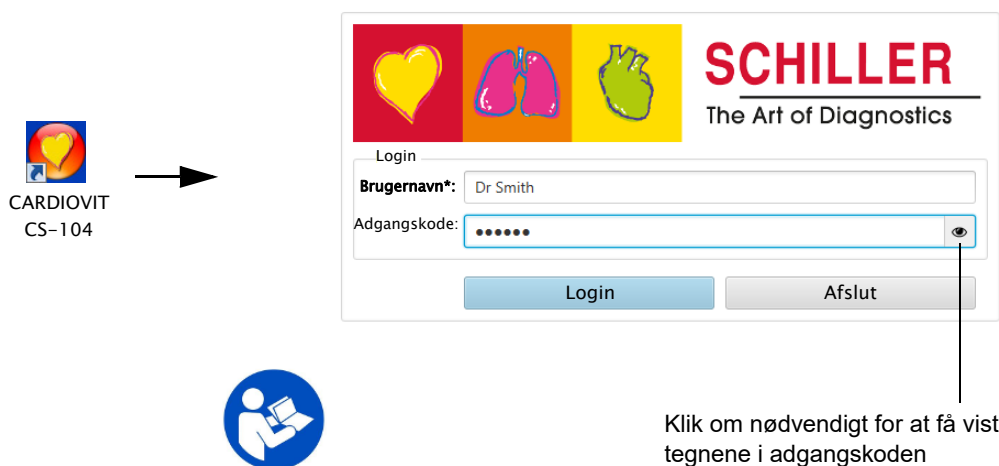 SCHILLER
The Art of Diagnostics
CARDIOVIT
CS-104
Login
Brugernavn*: Dr Smith
Adgangskode: ••••••
Login Afslut
Klik om nødvendigt for at få vist
tegnene i adgangskoden